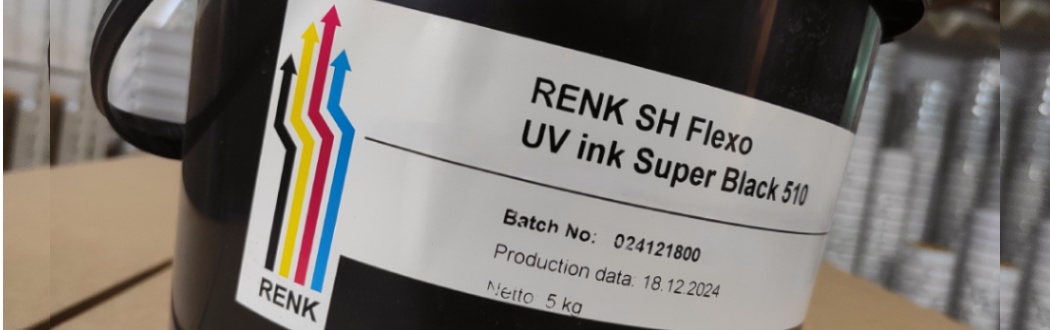 RENK SH Flexo
UV ink Super Black 510
Batch No: 024121800
Production data: 18.12.2024
Netto 5 kg
RENK